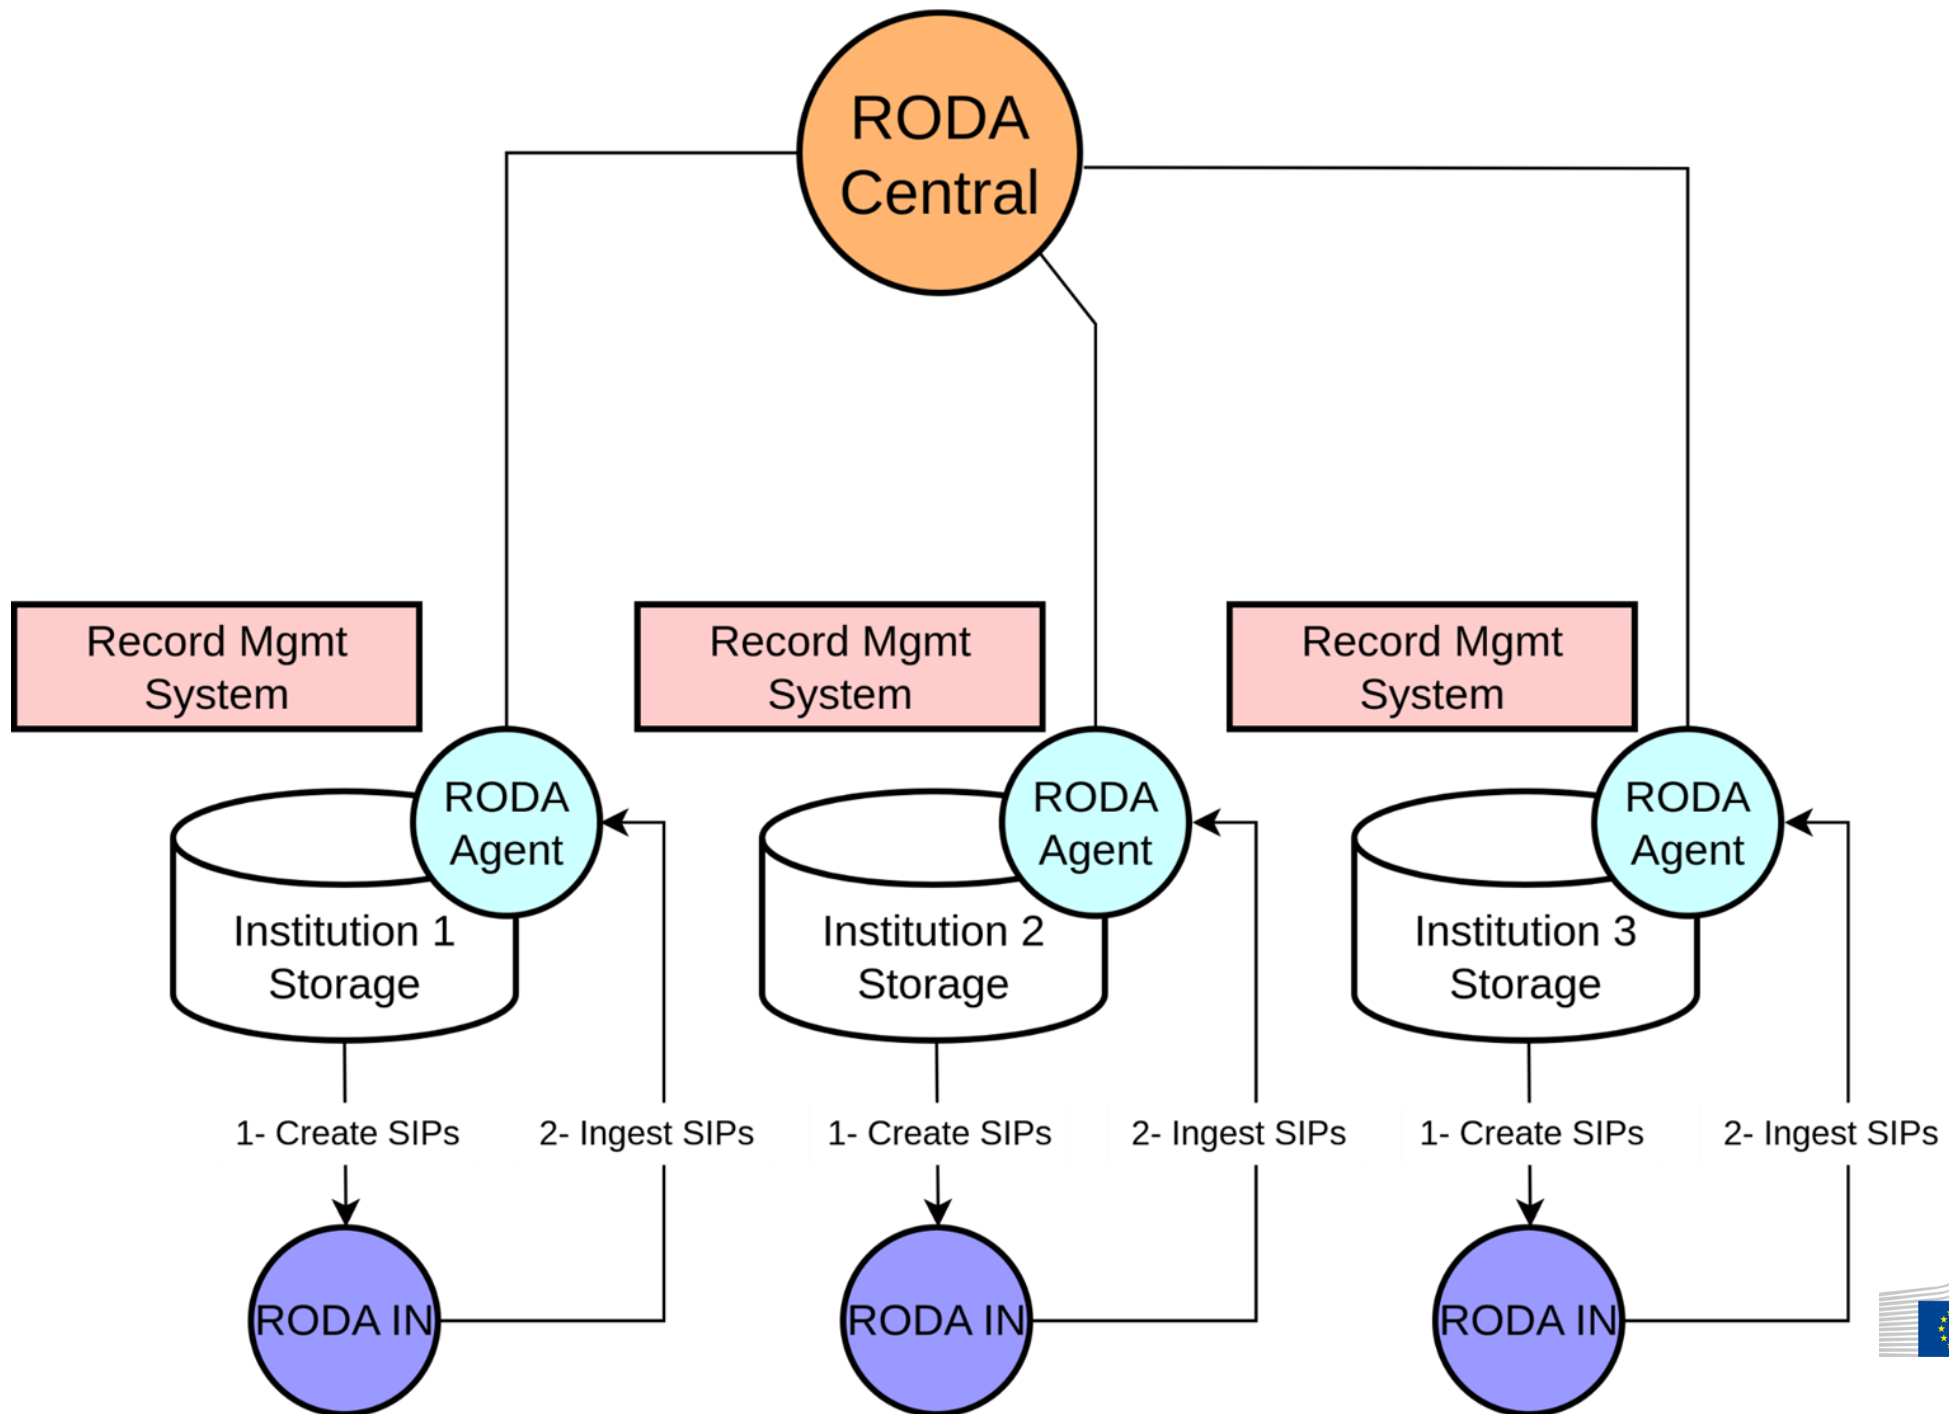 RODA
Central
Record Mgmt
System
Record Mgmt
System
Record Mgmt
System
RODA
Agent
RODA
Agent
RODA
Agent
Institution 1
Storage
Institution 2
Storage
Institution 3
Storage
1- Create SIPs
2- Ingest SIPs
1- Create SIPs
2- Ingest SIPs
1- Create SIPs
2- Ingest SIPs
RODA IN
RODA IN
RODA IN